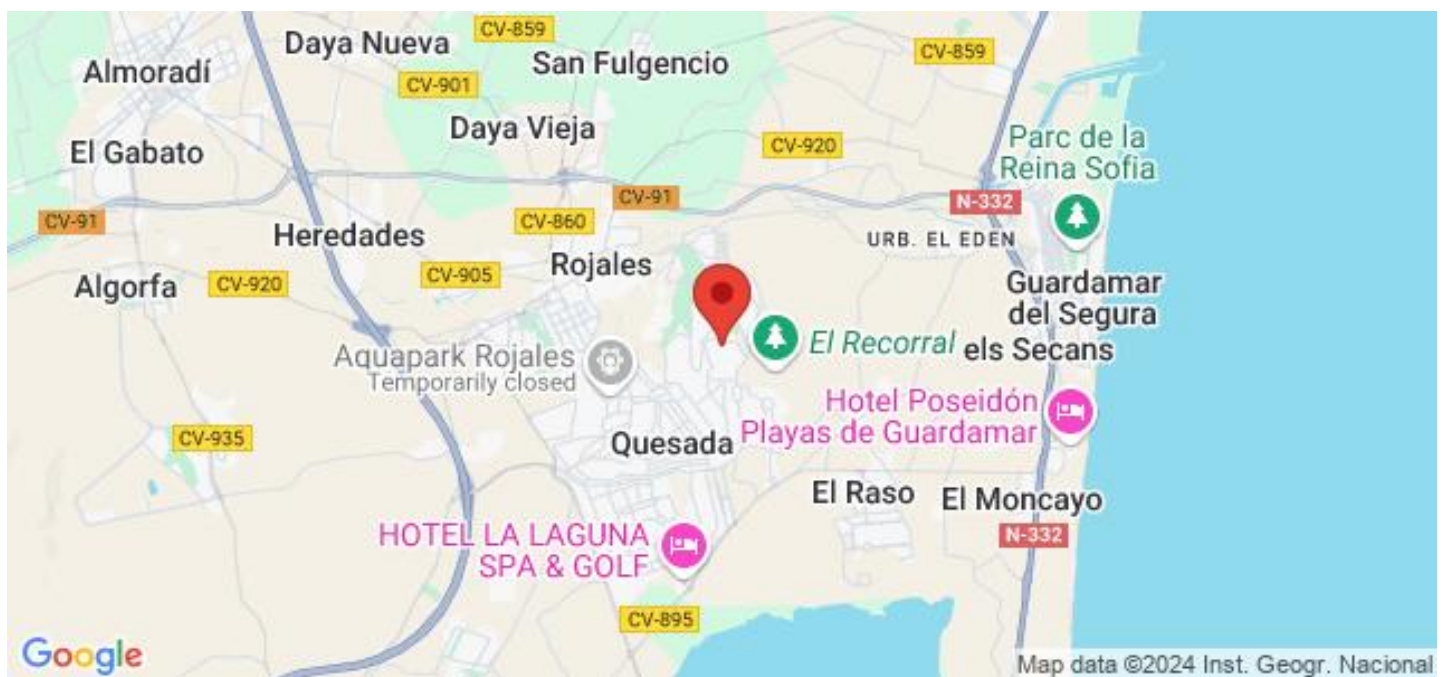 CV-859
Daya Nueva
Almoradí
San Fulgencio
CV-859
CV-901
Daya Vieja
El Gabato
CV-920
Parc de la
Reina Sofia
CV-91
CV-91
N-332
CV-860
Heredades
URB. EL EDEN
Rojales
CV-905
Algorfa
CV-920
Guardamar
del Segura
El Recorral
els Secans
Aquapark Rojales
Temporarily closed
Hotel Poseidón
Playas de Guardamar
CV-935
Quesada
El Raso
El Moncayo
HOTEL LA LAGUNA
SPA & GOLF
N-332
CV-895
Google
Map data ©2024 Inst. Geogr. Nacional